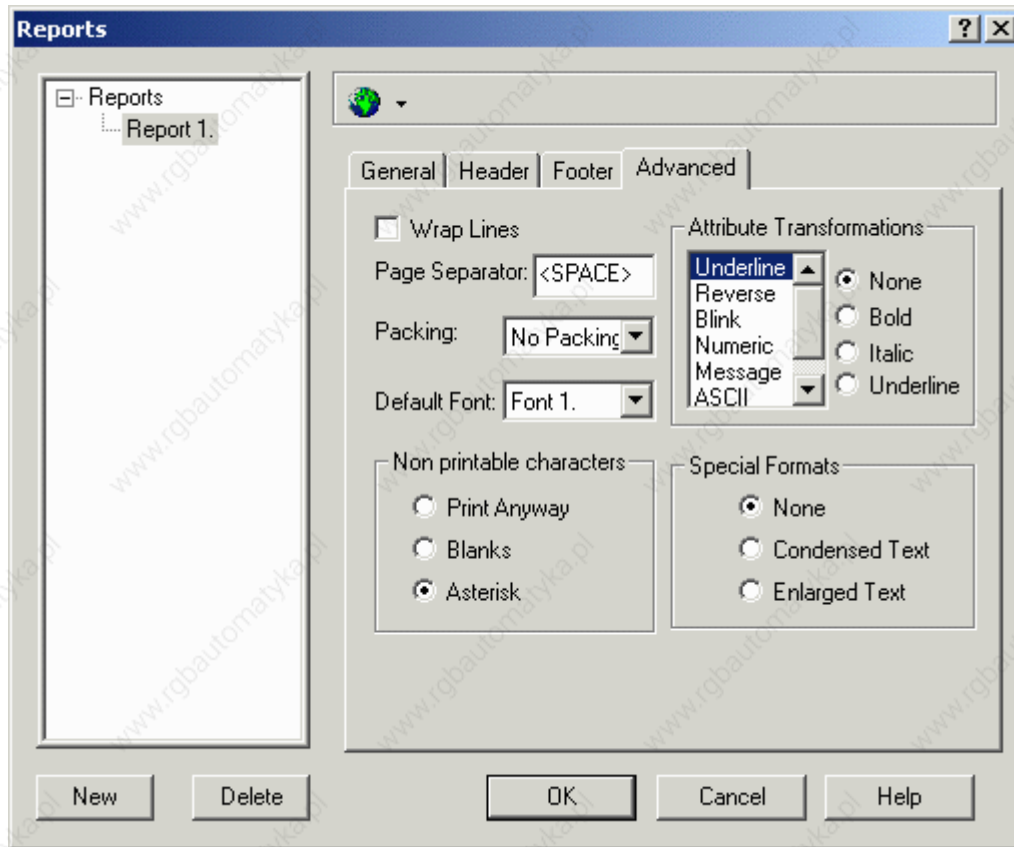 Reports
Reports
Report 1.
General Header Footer Advanced
Wrap Lines
Page Separator: <SPACE>
Packing: No Packing
Default Font: Font 1.
Attribute Transformations
Underline
Reverse
Blink
Numeric
Message
ASCII
None
Bold
Italic
Underline
Non printable characters
Print Anyway
Blanks
Asterisk
Special Formats
None
Condensed Text
Enlarged Text
New Delete OK Cancel Help
www.rgbautomatyka.pl